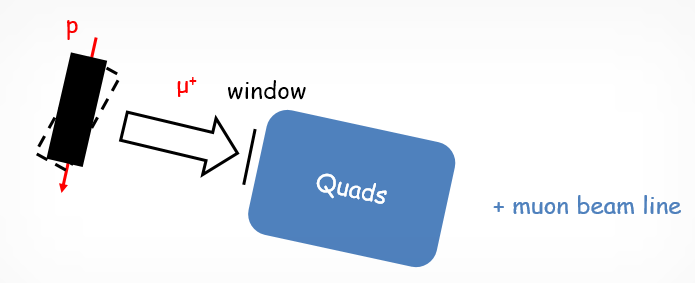 p
μ+
window
Quads
+ muon beam line